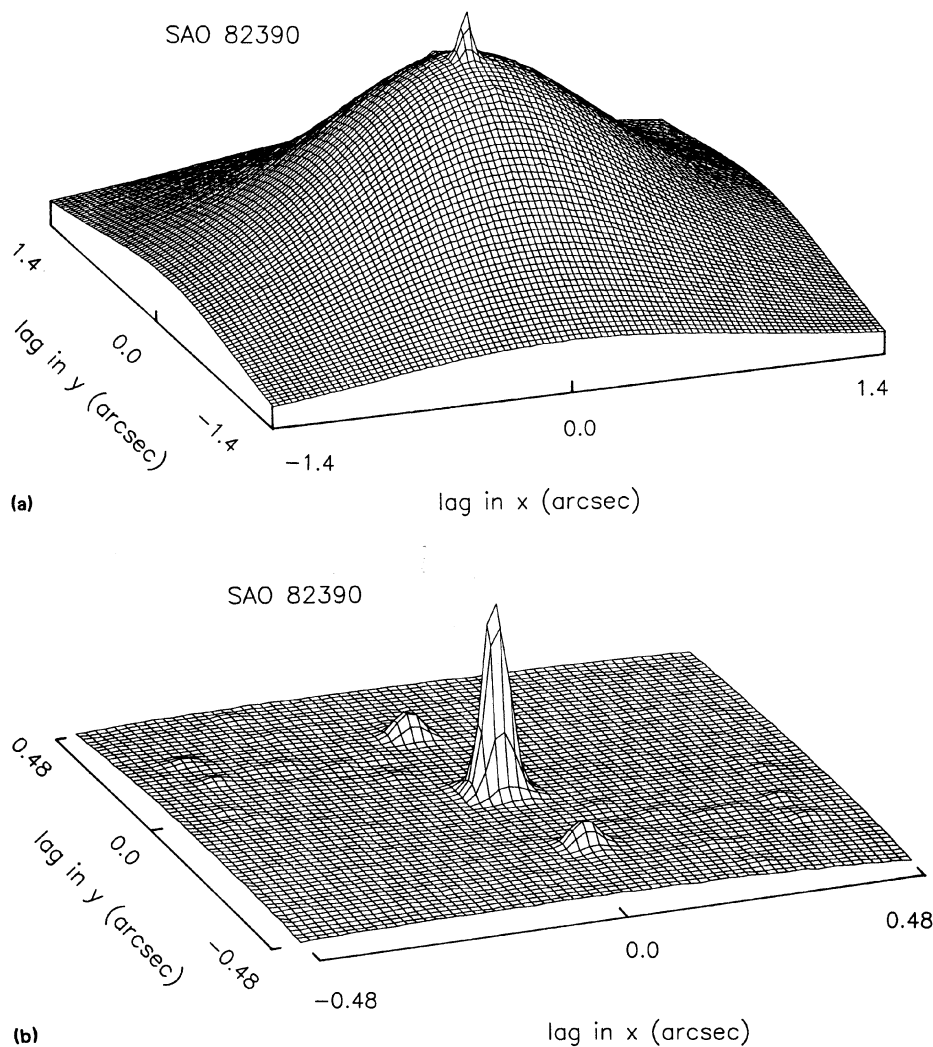 SAO 82390
1.4
0.0
-1.4
lag in y (arcsec)
-1.4
0.0
1.4
lag in x (arcsec)
(a)
SAO 82390
0.48
0.0
-0.48
lag in y (arcsec)
-0.48
0.0
0.48
lag in x (arcsec)
(b)